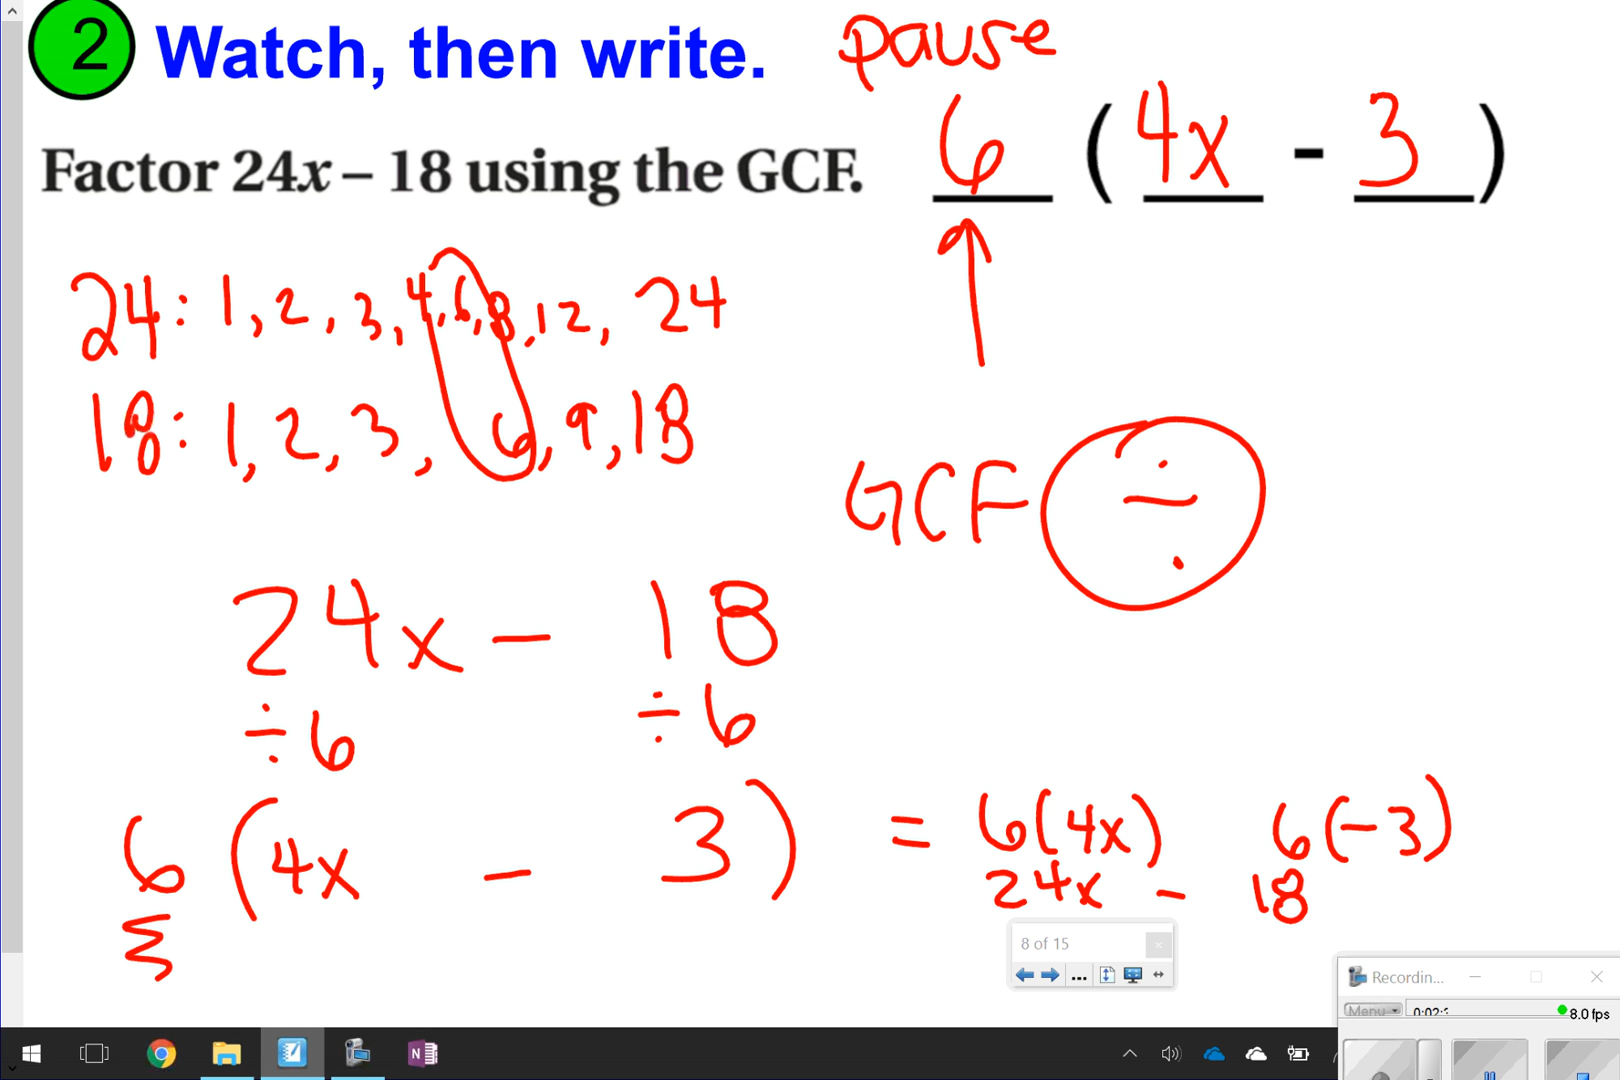 2 Watch, then write.
pause
Factor 24x – 18 using the GCF.
6 ( 4x - 3 )
24: 1, 2, 3, 4, 6, 8, 12, 24
18: 1, 2, 3, 6, 9, 18
GCF ÷
24x - 18
÷6 ÷6
6 (4x - 3) = 6(4x) 6(-3)
24x - 18
8 of 15
...
Recordin...
Menu
8.0 fps
N